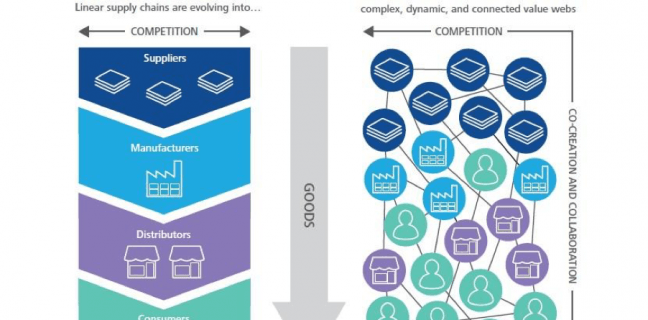 Linear supply chains are evolving into…
complex, dynamic, and connected value webs
COMPETITION
Suppliers
Manufacturers
Distributors
Consumers
GOODS
COMPETITION
CO-CREATION AND COLLABORATION